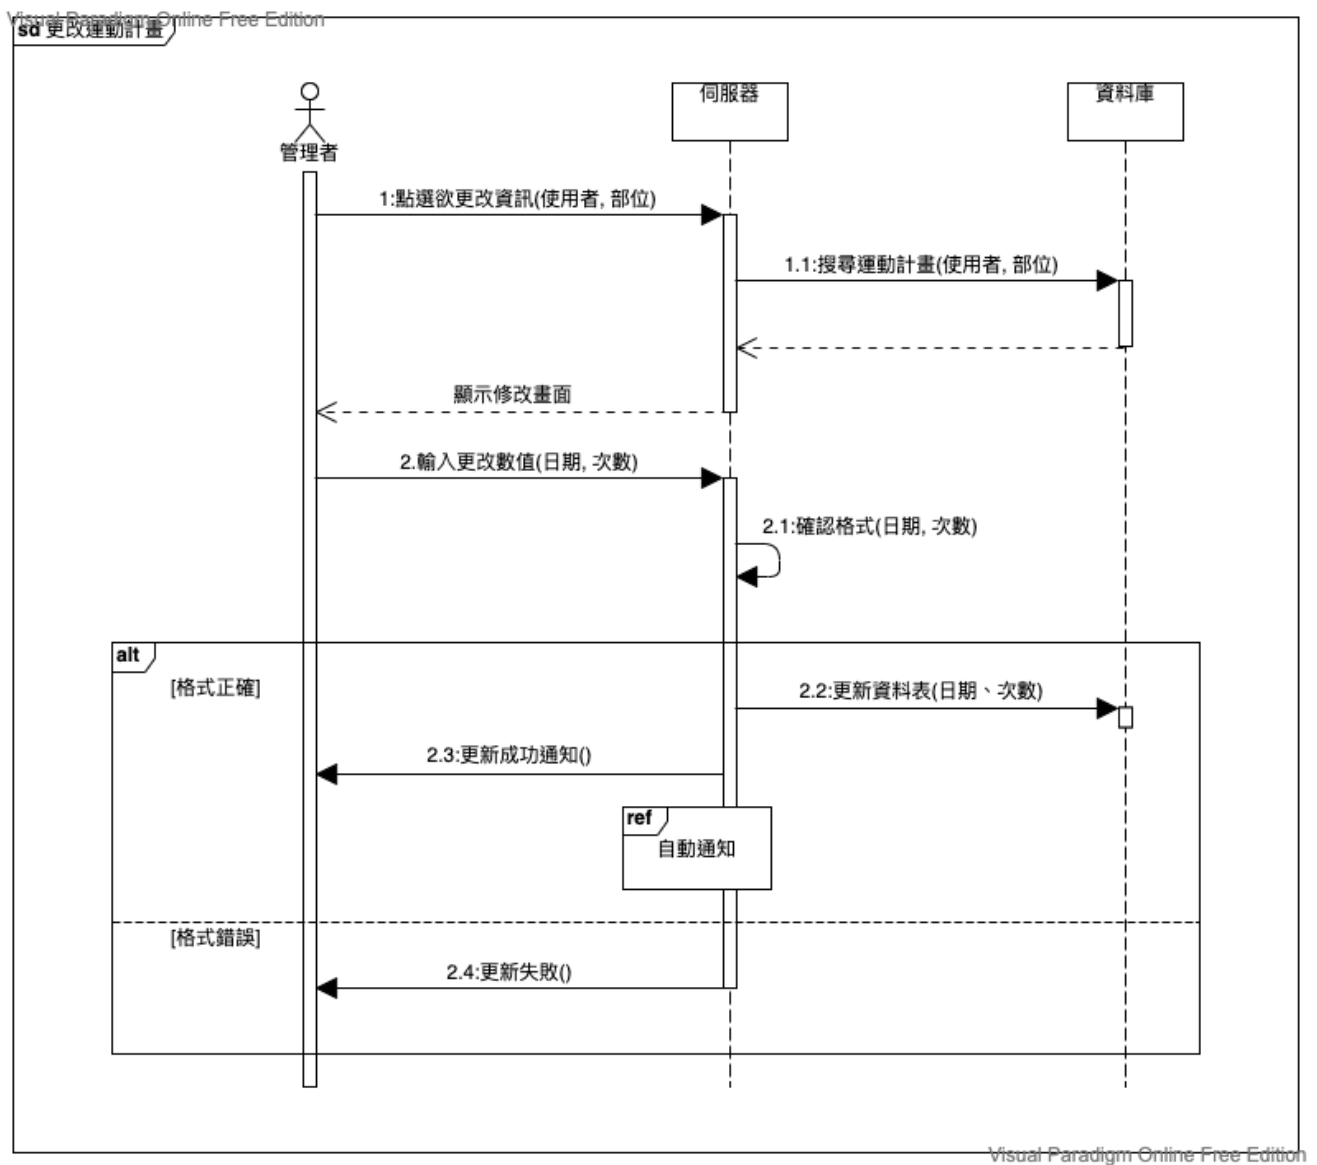 Visual Paradigm Online Free Edition
sd 更改運動計畫
管理者
伺服器
資料庫
1:點選欲更改資訊(使用者, 部位)
1.1:搜尋運動計畫(使用者, 部位)
顯示修改畫面
2.輸入更改數值(日期, 次數)
2.1:確認格式(日期, 次數)
alt
[格式正確]
2.2:更新資料表(日期、次數)
2.3:更新成功通知()
ref
自動通知
[格式錯誤]
2.4:更新失敗()
Visual Paradigm Online Free Edition